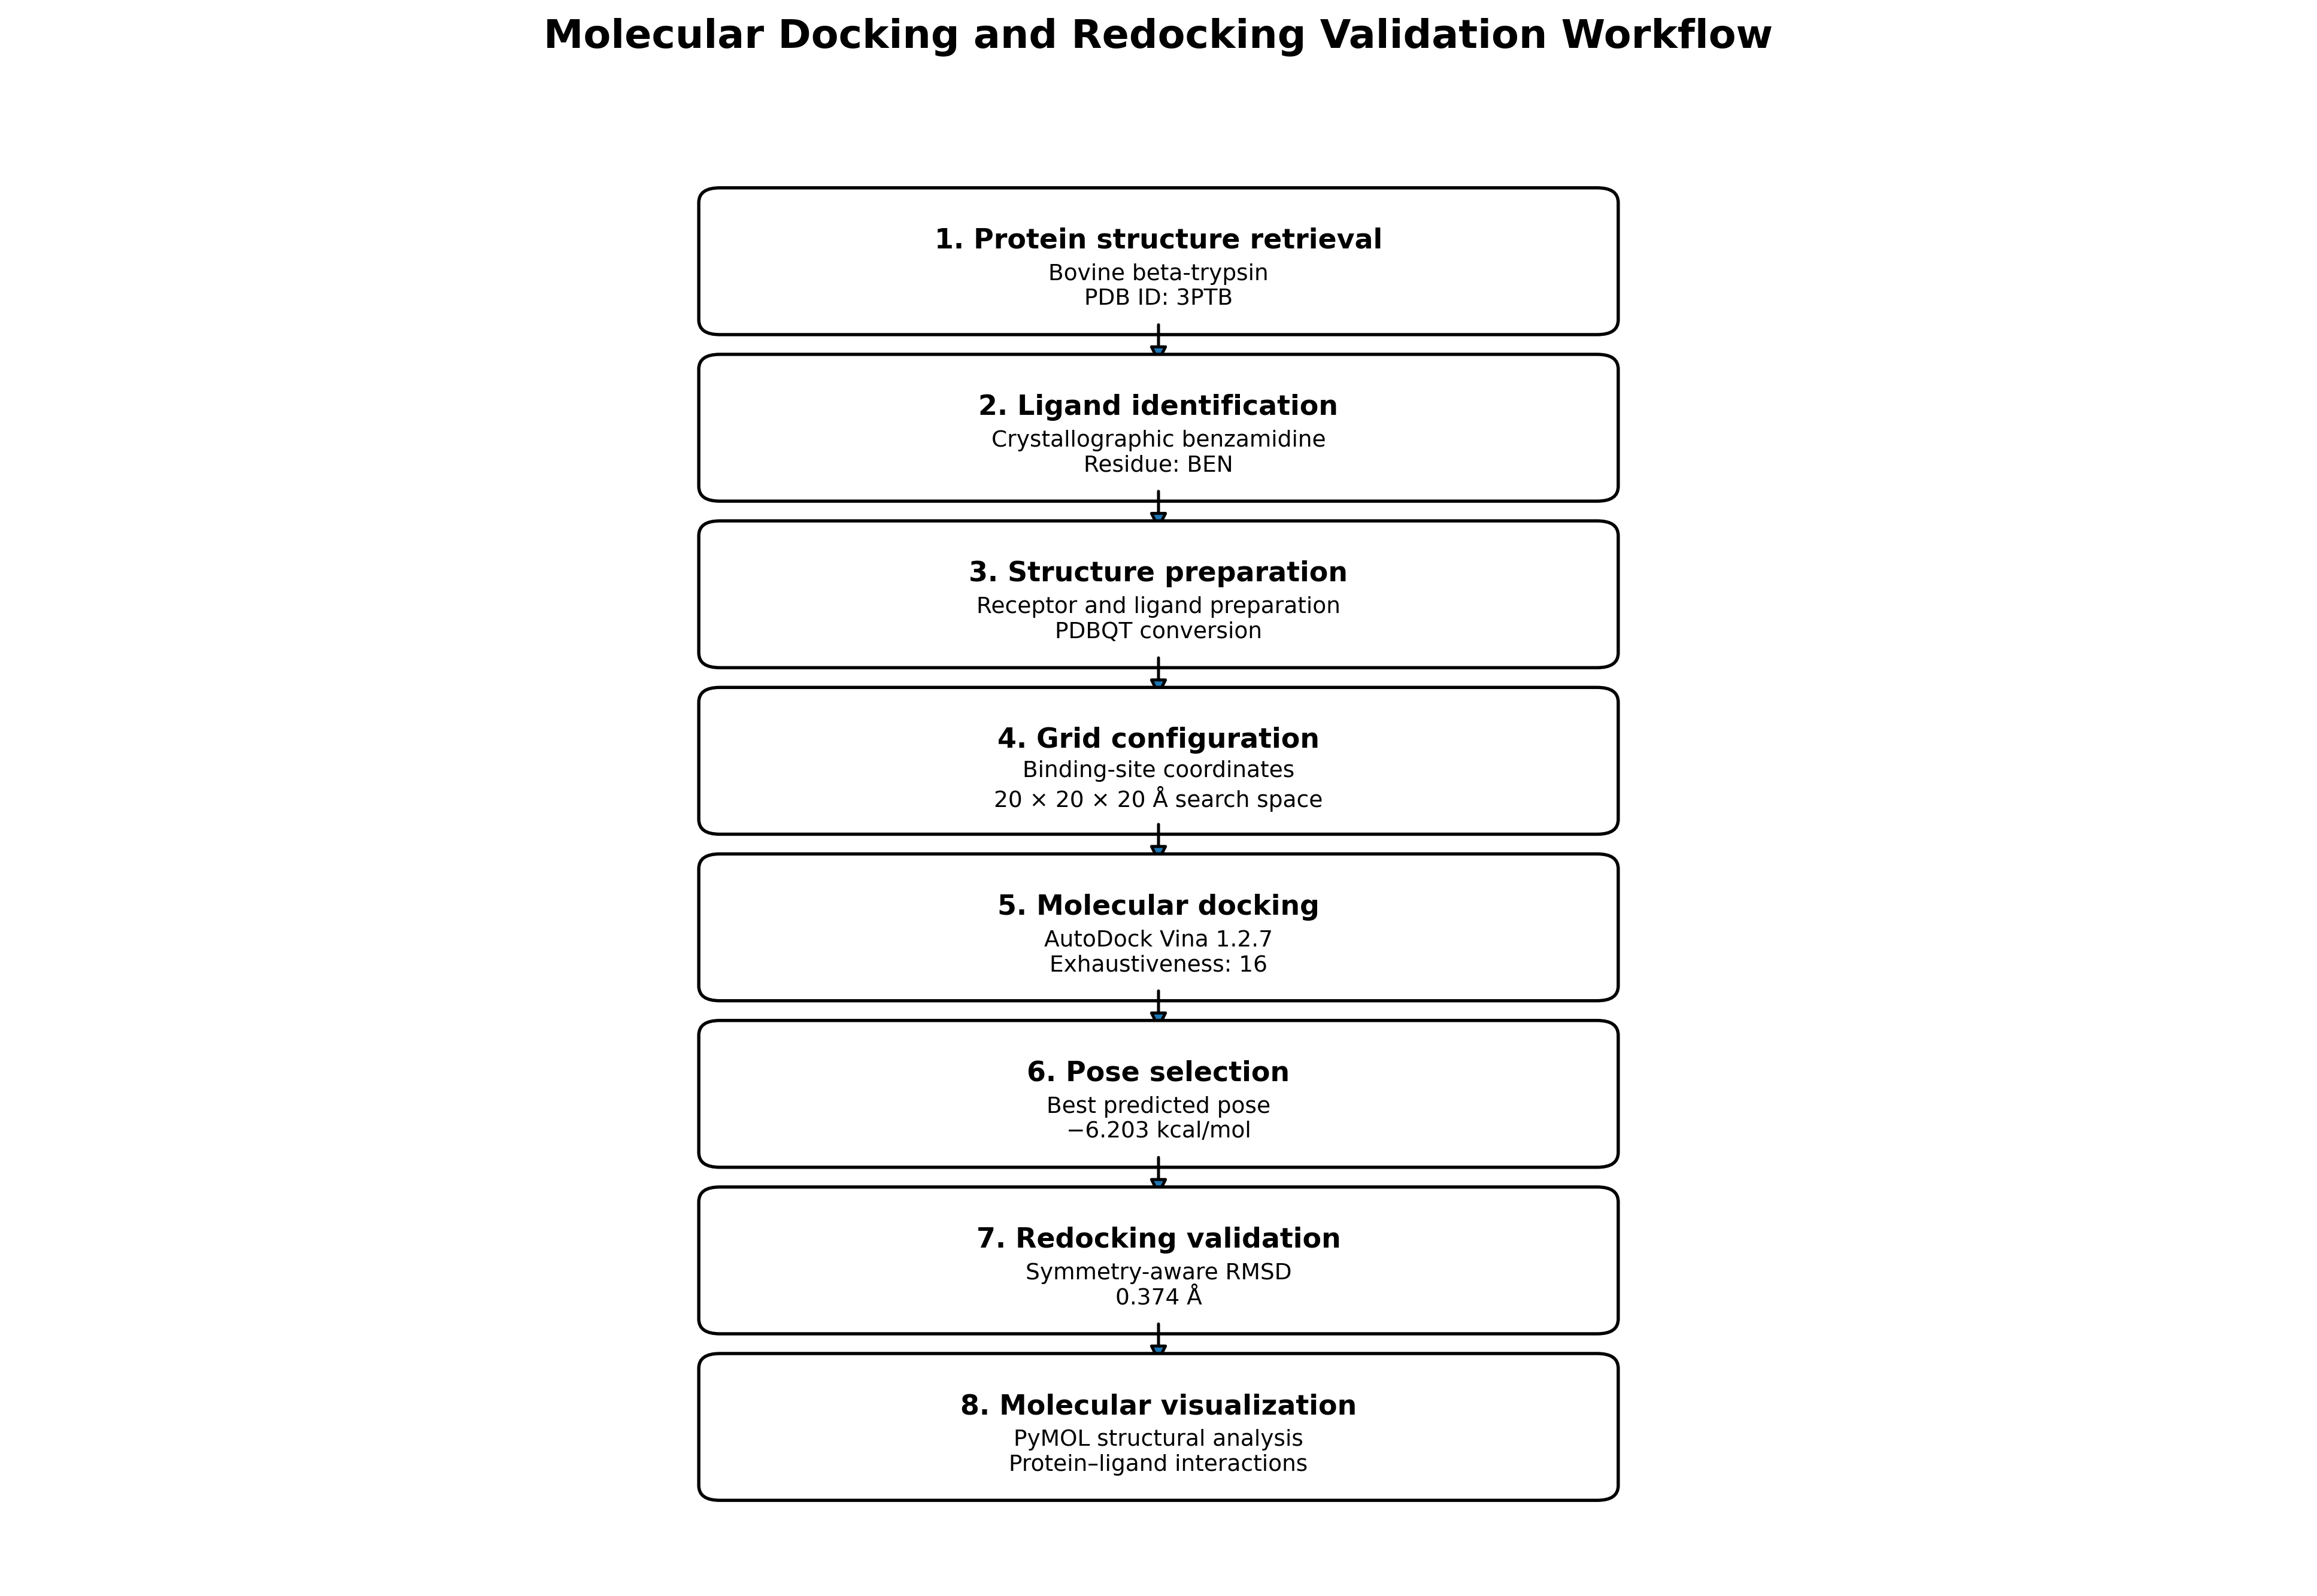 Molecular Docking and Redocking Validation Workflow
1. Protein structure retrieval
Bovine beta-trypsin
PDB ID: 3PTB
2. Ligand identification
Crystallographic benzamidine
Residue: BEN
3. Structure preparation
Receptor and ligand preparation
PDBQT conversion
4. Grid configuration
Binding-site coordinates
20 × 20 × 20 Å search space
5. Molecular docking
AutoDock Vina 1.2.7
Exhaustiveness: 16
6. Pose selection
Best predicted pose
−6.203 kcal/mol
7. Redocking validation
Symmetry-aware RMSD
0.374 Å
8. Molecular visualization
PyMOL structural analysis
Protein–ligand interactions